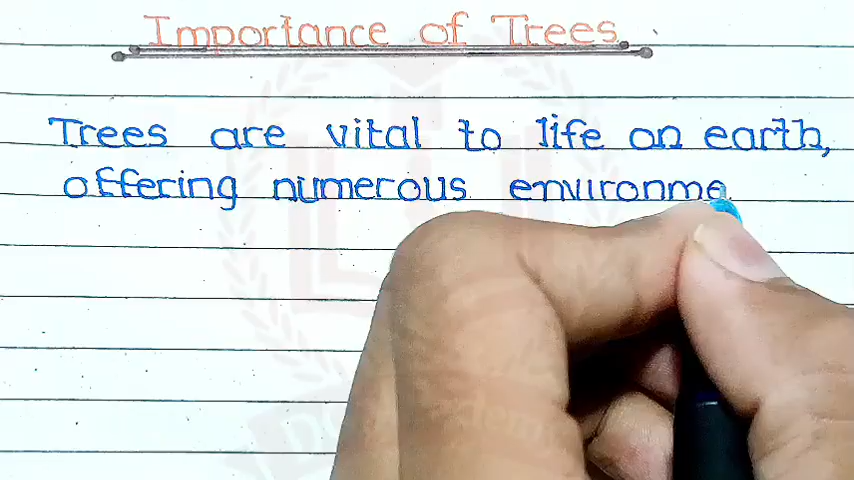 Importance of Trees
Trees are vital to life on earth,
offering numerous environme